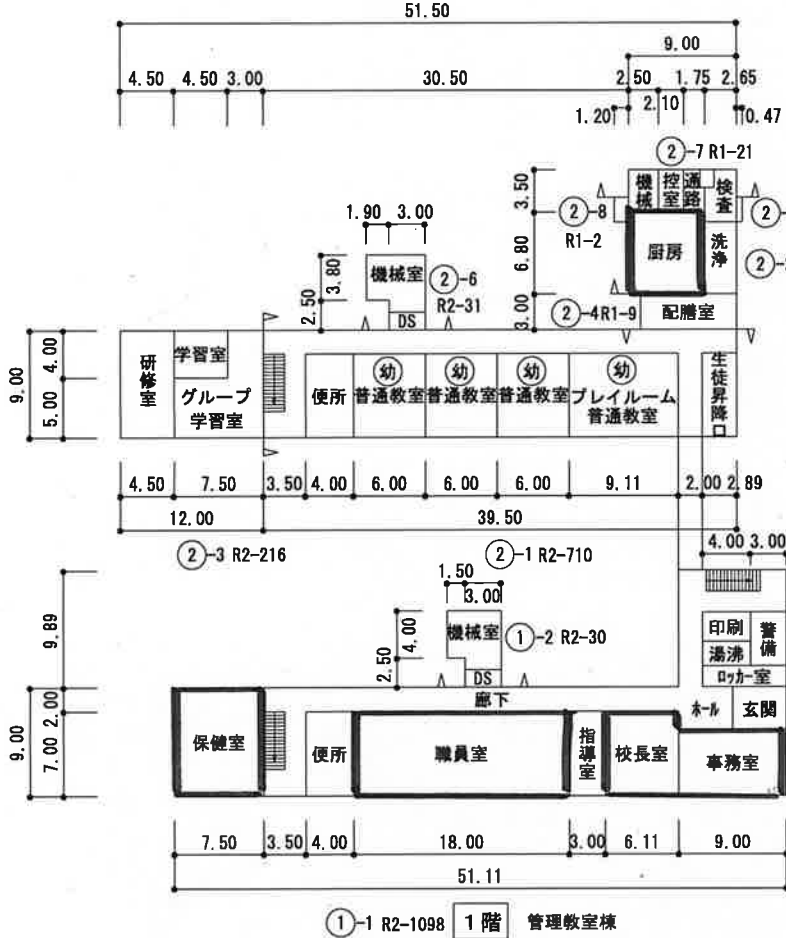 51.50
9.00
4.50 4.50 3.00 30.50 2.50 1.75 2.65
2.10
1.20 0.47
②-7 R1-21
3.50 機械 控室 通路 検査
1.90 3.00 ②-8
R1-2
6.80 厨房 洗浄
機械室 ②-6
R2-31
3.80
2.50 DS
3.00 ②-4R1-9 配膳室
9.00 4.00 5.00
研修室 学習室
グループ
学習室
便所
幼 幼 幼 幼
普通教室 普通教室 普通教室 プレイルーム
普通教室
生徒昇降口
4.50 7.50 3.50 4.00 6.00 6.00 6.00 9.11 2.00 2.89
12.00 39.50
②-3 R2-216 ②-1 R2-710
4.00 3.00
1.50
3.00
9.89
4.00 機械室 ①-2 R2-30
2.50 DS
印刷 警備
湯沸
ロッカー室
廊下 ホール 玄関
9.00 2.00 7.00
保健室 便所 職員室 指導室 校長室 事務室
7.50 3.50 4.00 18.00 3.00 6.11 9.00
51.11
①-1 R2-1098 1階 管理教室棟